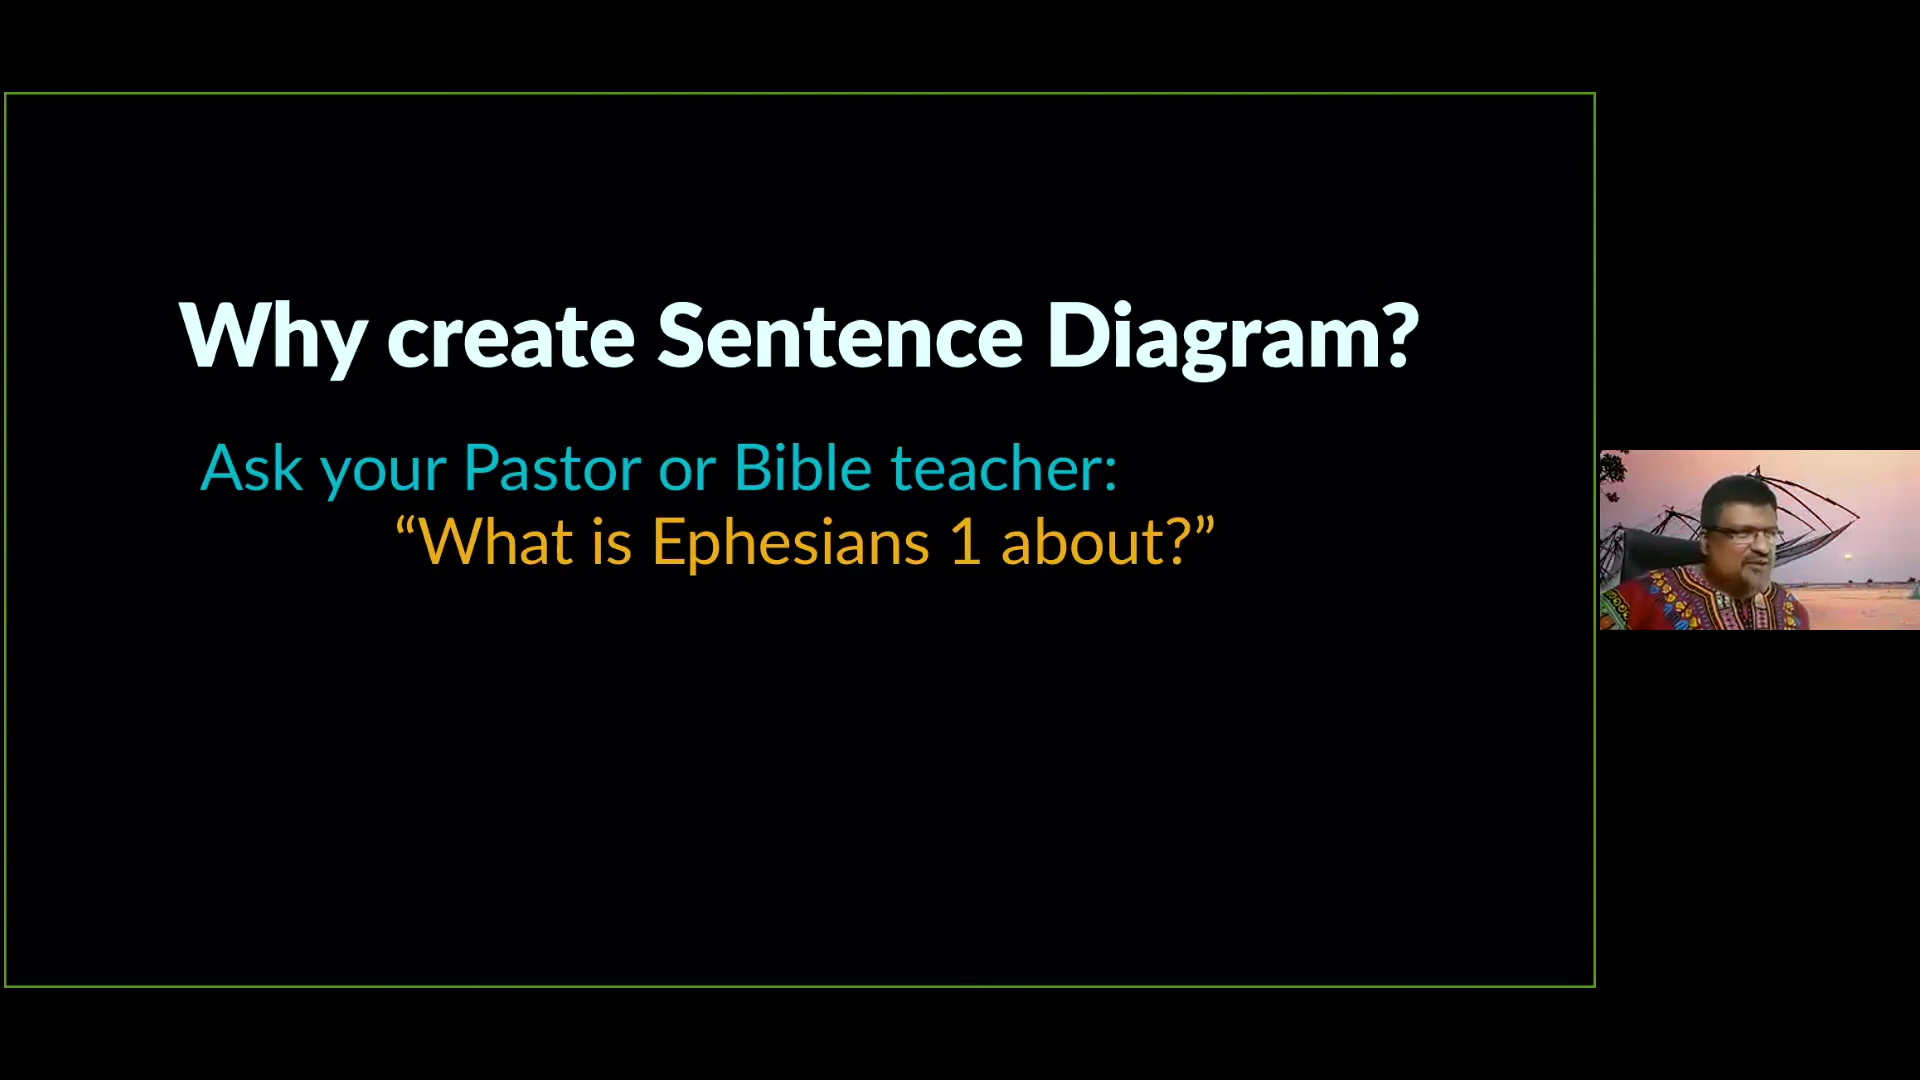 Why create Sentence Diagram?
Ask your Pastor or Bible teacher:
“What is Ephesians 1 about?”